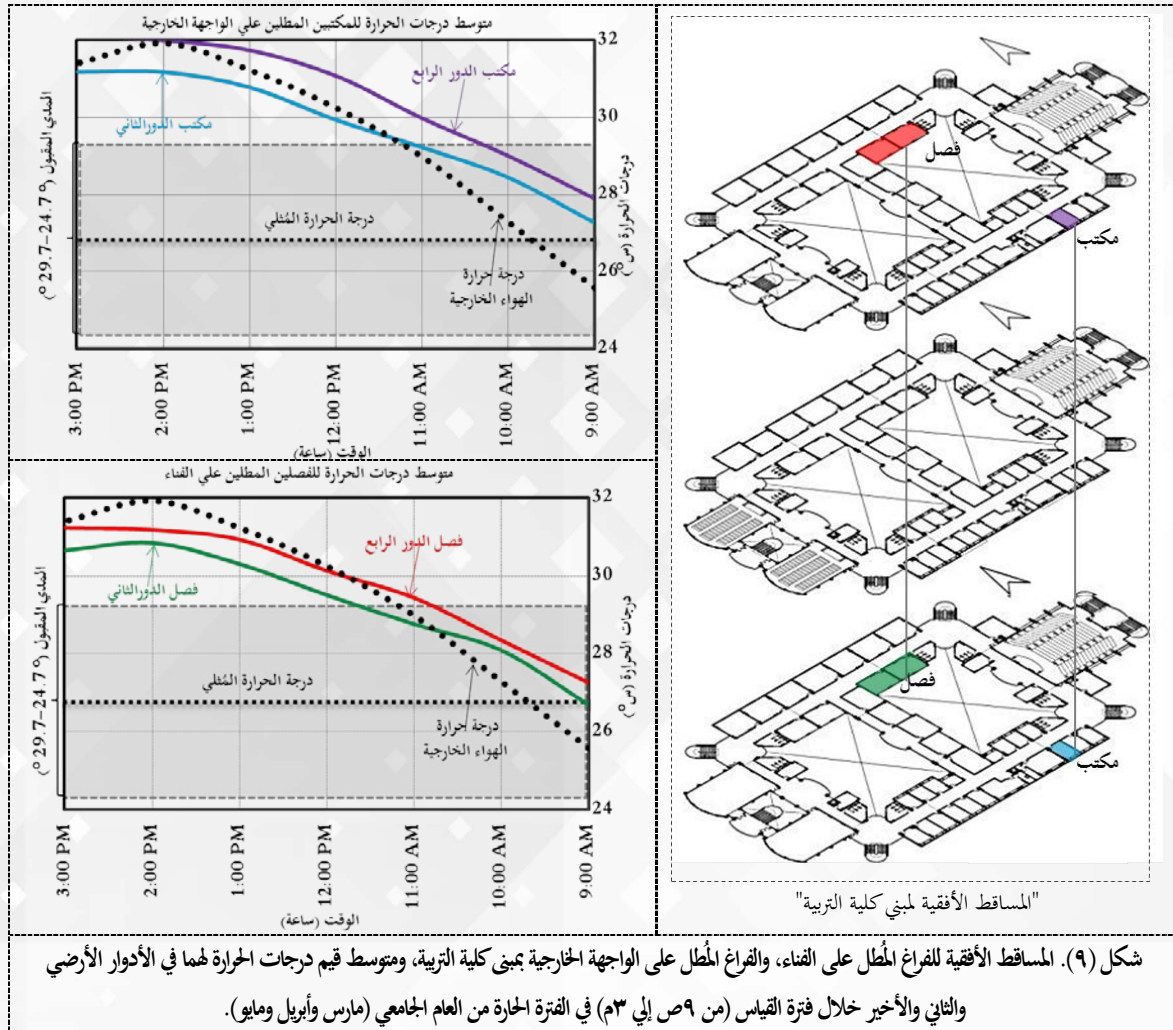 متوسط درجات الحرارة للمكتبين المطلين علي الواجهة الخارجية
المدي المقبول (٥ 24.7-29.7 °)
32
30
28
26
24
درجات الحرارة (س°)
مكتب الدور الرابع
مكتب الدورالثاني
درجة الحرارة المُثلي
درجة حرارة
الهواء الخارجية
3:00 PM
2:00 PM
1:00 PM
12:00 PM
11:00 AM
10:00 AM
9:00 AM
الوقت (ساعة)
متوسط درجات الحرارة للفصلين المطلين علي الفناء
المدي المقبول (٥ 24.7-29.7 °)
32
30
28
26
24
درجات الحرارة (س°)
فصل الدور الرابع
فصل الدورالثاني
درجة الحرارة المُثلي
درجة حرارة
الهواء الخارجية
3:00 PM
2:00 PM
1:00 PM
12:00 PM
11:00 AM
10:00 AM
9:00 AM
الوقت (ساعة)
فصل
مكتب
فصل
مكتب
"المساقط الأفقية لمبني كلية التربية"
شكل (٩). المساقط الأفقية للفراغ المُطل على الفناء، والفراغ المُطل على الواجهة الخارجية بمبنى كلية التربية، ومتوسط قيم درجات الحرارة لهما في الأدوار الأرضي
والثاني والأخير خلال فترة القياس (من ٩ص إلي ٣م) في الفترة الحارة من العام الجامعي (مارس وأبريل ومايو).